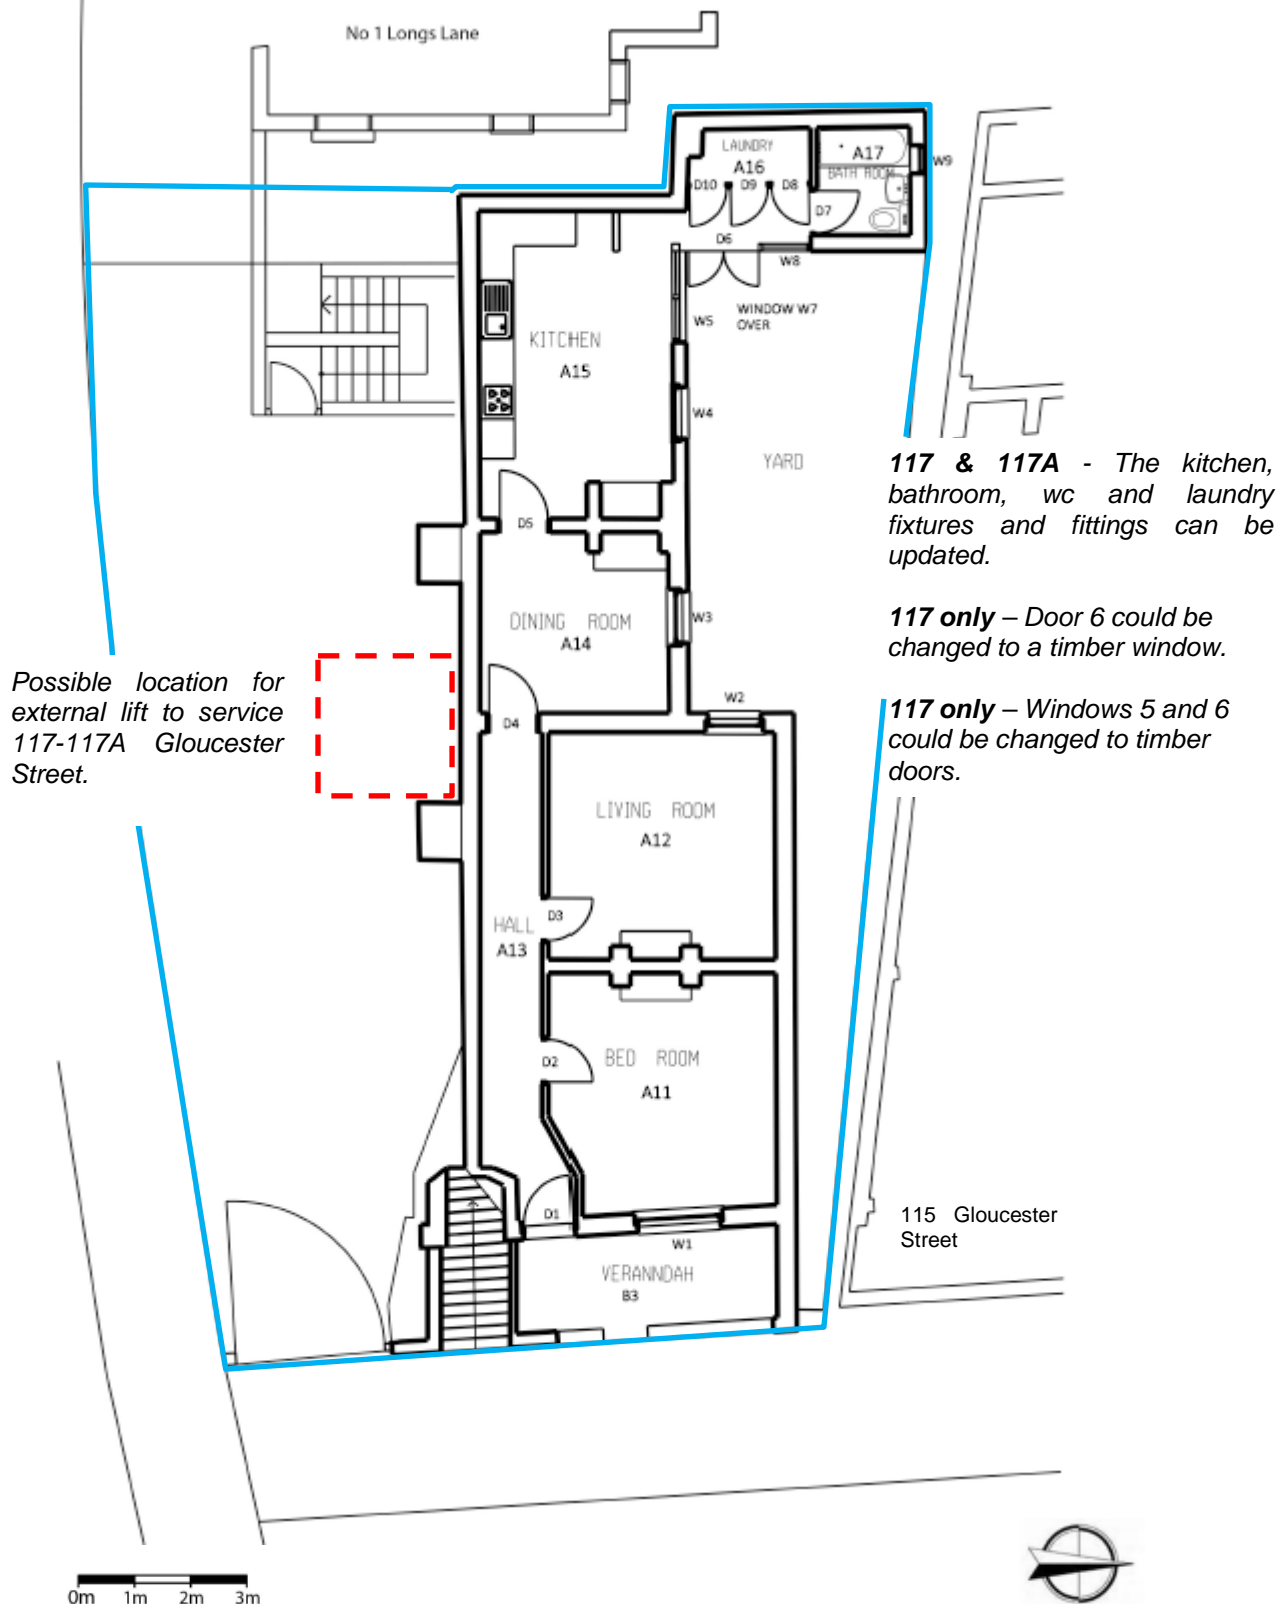 No 1 Longs Lane
LAUNDRY
A16
A17
BATH ROOM
W9
D10 D9 D8
D7
D6
W8
WINDOW W7
OVER
W5
KITCHEN
A15
W4
YARD
117 & 117A - The kitchen,
bathroom, wc and laundry
fixtures and fittings can be
updated.
D5
DINING ROOM
A14
W3
117 only – Door 6 could be
changed to a timber window.
Possible location for
external lift to service
117-117A Gloucester
Street.
W2
D4
117 only – Windows 5 and 6
could be changed to timber
doors.
LIVING ROOM
A12
D3
HALL
A13
D2
BED ROOM
A11
D1
W1
115 Gloucester
Street
VERANNDAH
B3
0m 1m 2m 3m